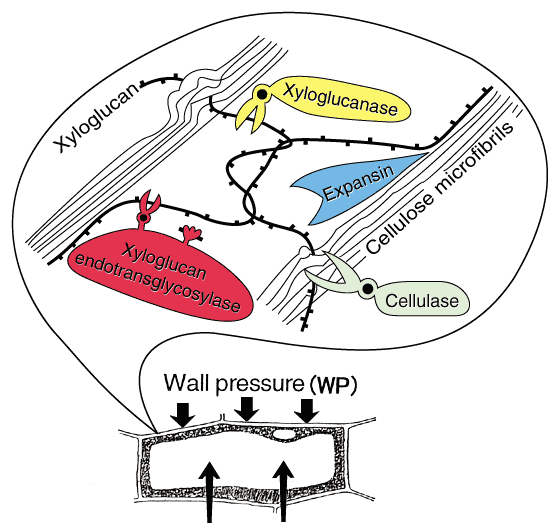 Xyloglucan
Xyloglucanase
Expansin
Cellulose microfibrils
Xyloglucan
endotransglycosylase
Cellulase
Wall pressure (WP)